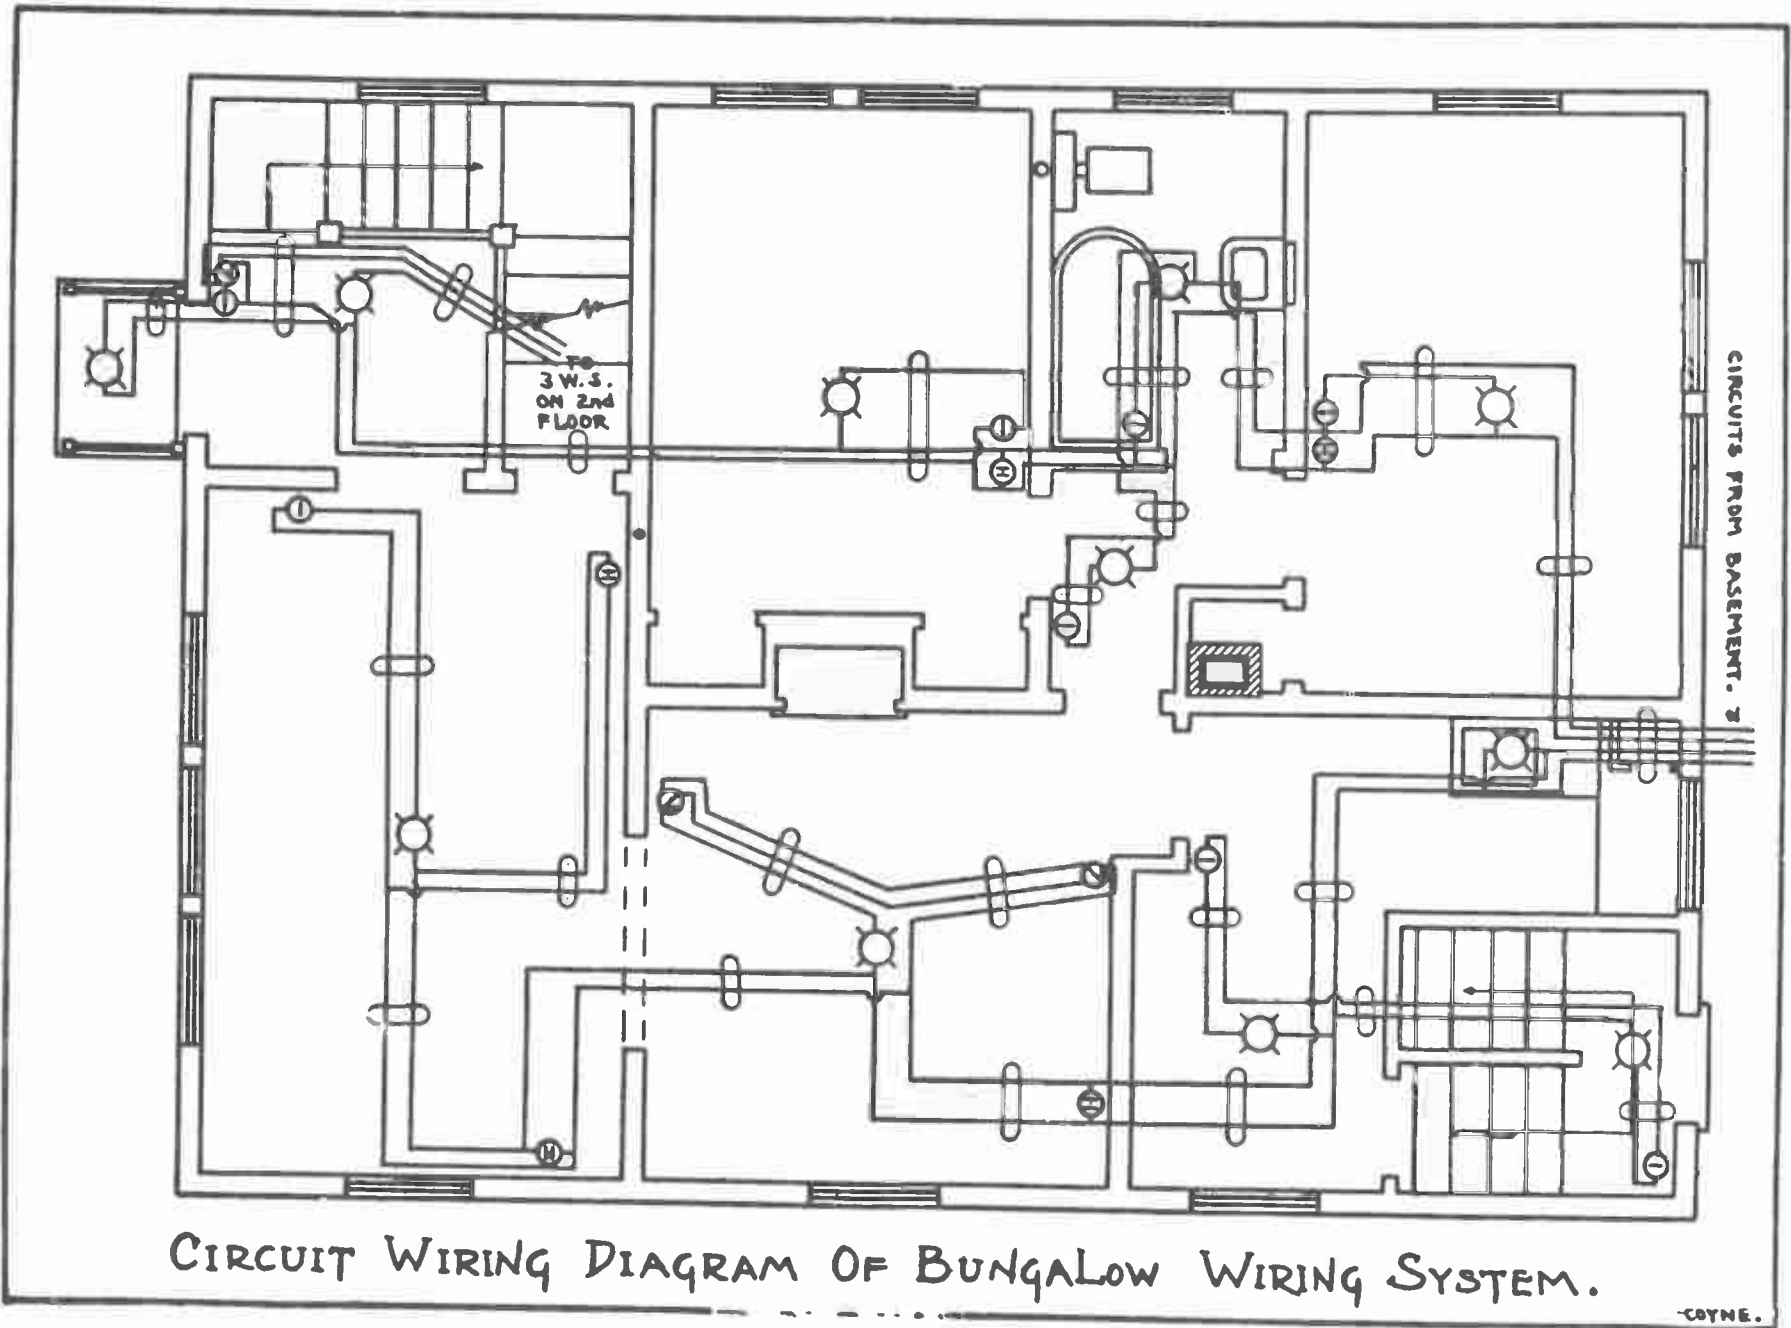 TO
3 W.S.
ON 2nd
FLOOR
CIRCUITS FROM BASEMENT.
CIRCUIT WIRING DIAGRAM OF BUNGALOW WIRING SYSTEM.
COYNE.